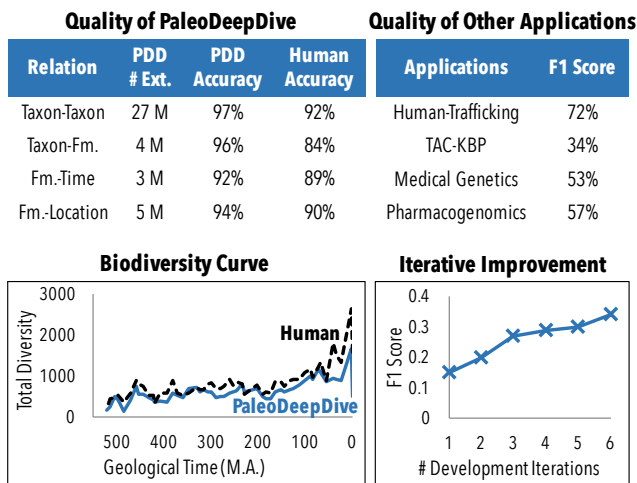 Quality of PaleoDeepDive
Relation PDD # Ext. PDD Accuracy Human Accuracy
Taxon-Taxon 27 M 97% 92%
Taxon-Fm. 4 M 96% 84%
Fm.-Time 3 M 92% 89%
Fm.-Location 5 M 94% 90%
Quality of Other Applications
Applications F1 Score
Human-Trafficking 72%
TAC-KBP 34%
Medical Genetics 53%
Pharmacogenomics 57%
Biodiversity Curve
Total Diversity
3000
2000
1000
0
Human
PaleoDeepDive
500 400 300 200 100 0
Geological Time (M.A.)
Iterative Improvement
F1 Score
0.4
0.3
0.2
0.1
0
1 2 3 4 5 6
# Development Iterations